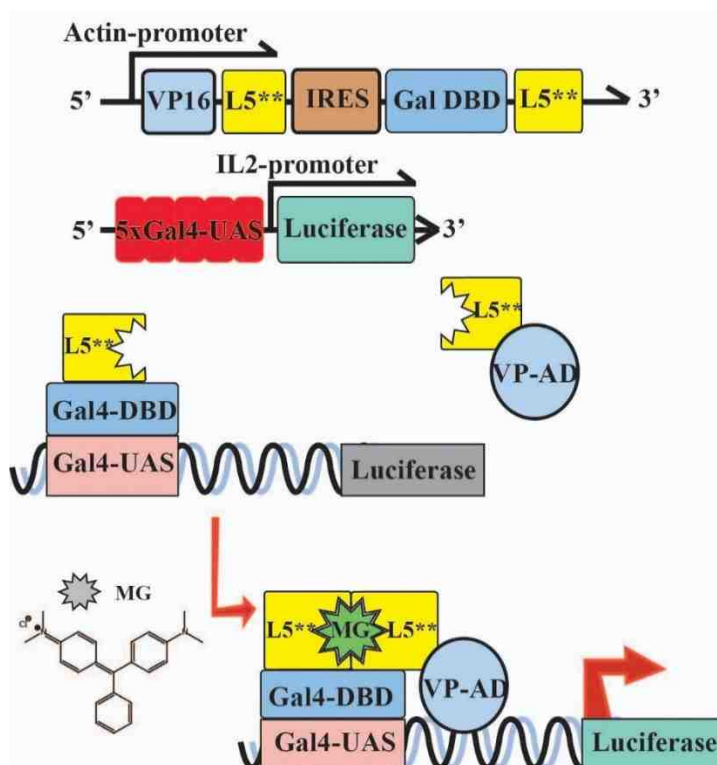 Actin-promoter
5’ VP16 L5** IRES Gal DBD L5** 3’
IL2-promoter
5’ 5xGal4-UAS Luciferase 3’
L5**
Gal4-DBD
Gal4-UAS
Luciferase
L5**
VP-AD
MG
Cl
N
N
L5** MG L5**
Gal4-DBD
VP-AD
Gal4-UAS
Luciferase